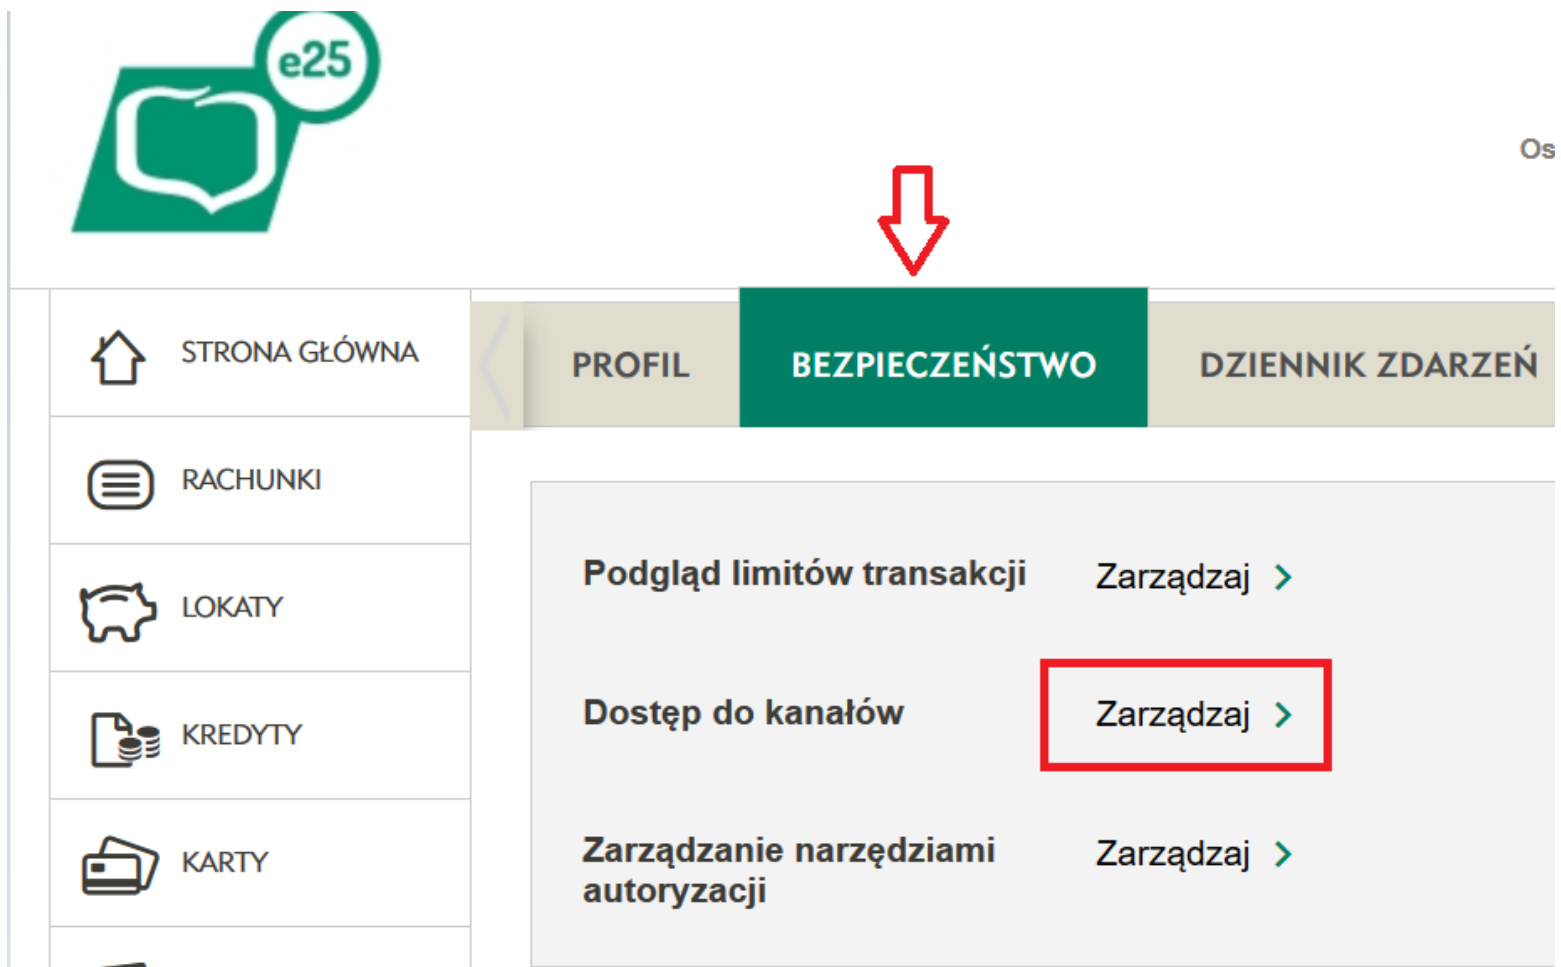 e25
Os
STRONA GŁÓWNA
RACHUNKI
LOKATY
KREDYTY
KARTY
PROFIL BEZPIECZEŃSTWO DZIENNIK ZDARZEŃ
Podgląd limitów transakcji Zarządzaj
Dostęp do kanałów Zarządzaj
Zarządzanie narzędziami Zarządzaj
autoryzacji